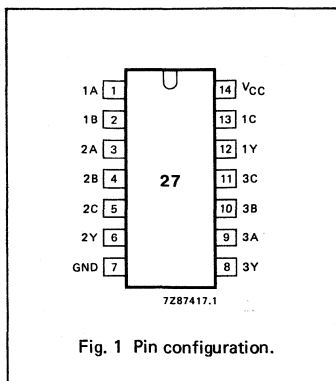 1A 1 14 VCC
1B 2 13 1C
2A 3 12 1Y
2B 4 27 11 3C
2C 5 10 3B
2Y 6 9 3A
GND 7 8 3Y
7Z87417.1
Fig. 1 Pin configuration.